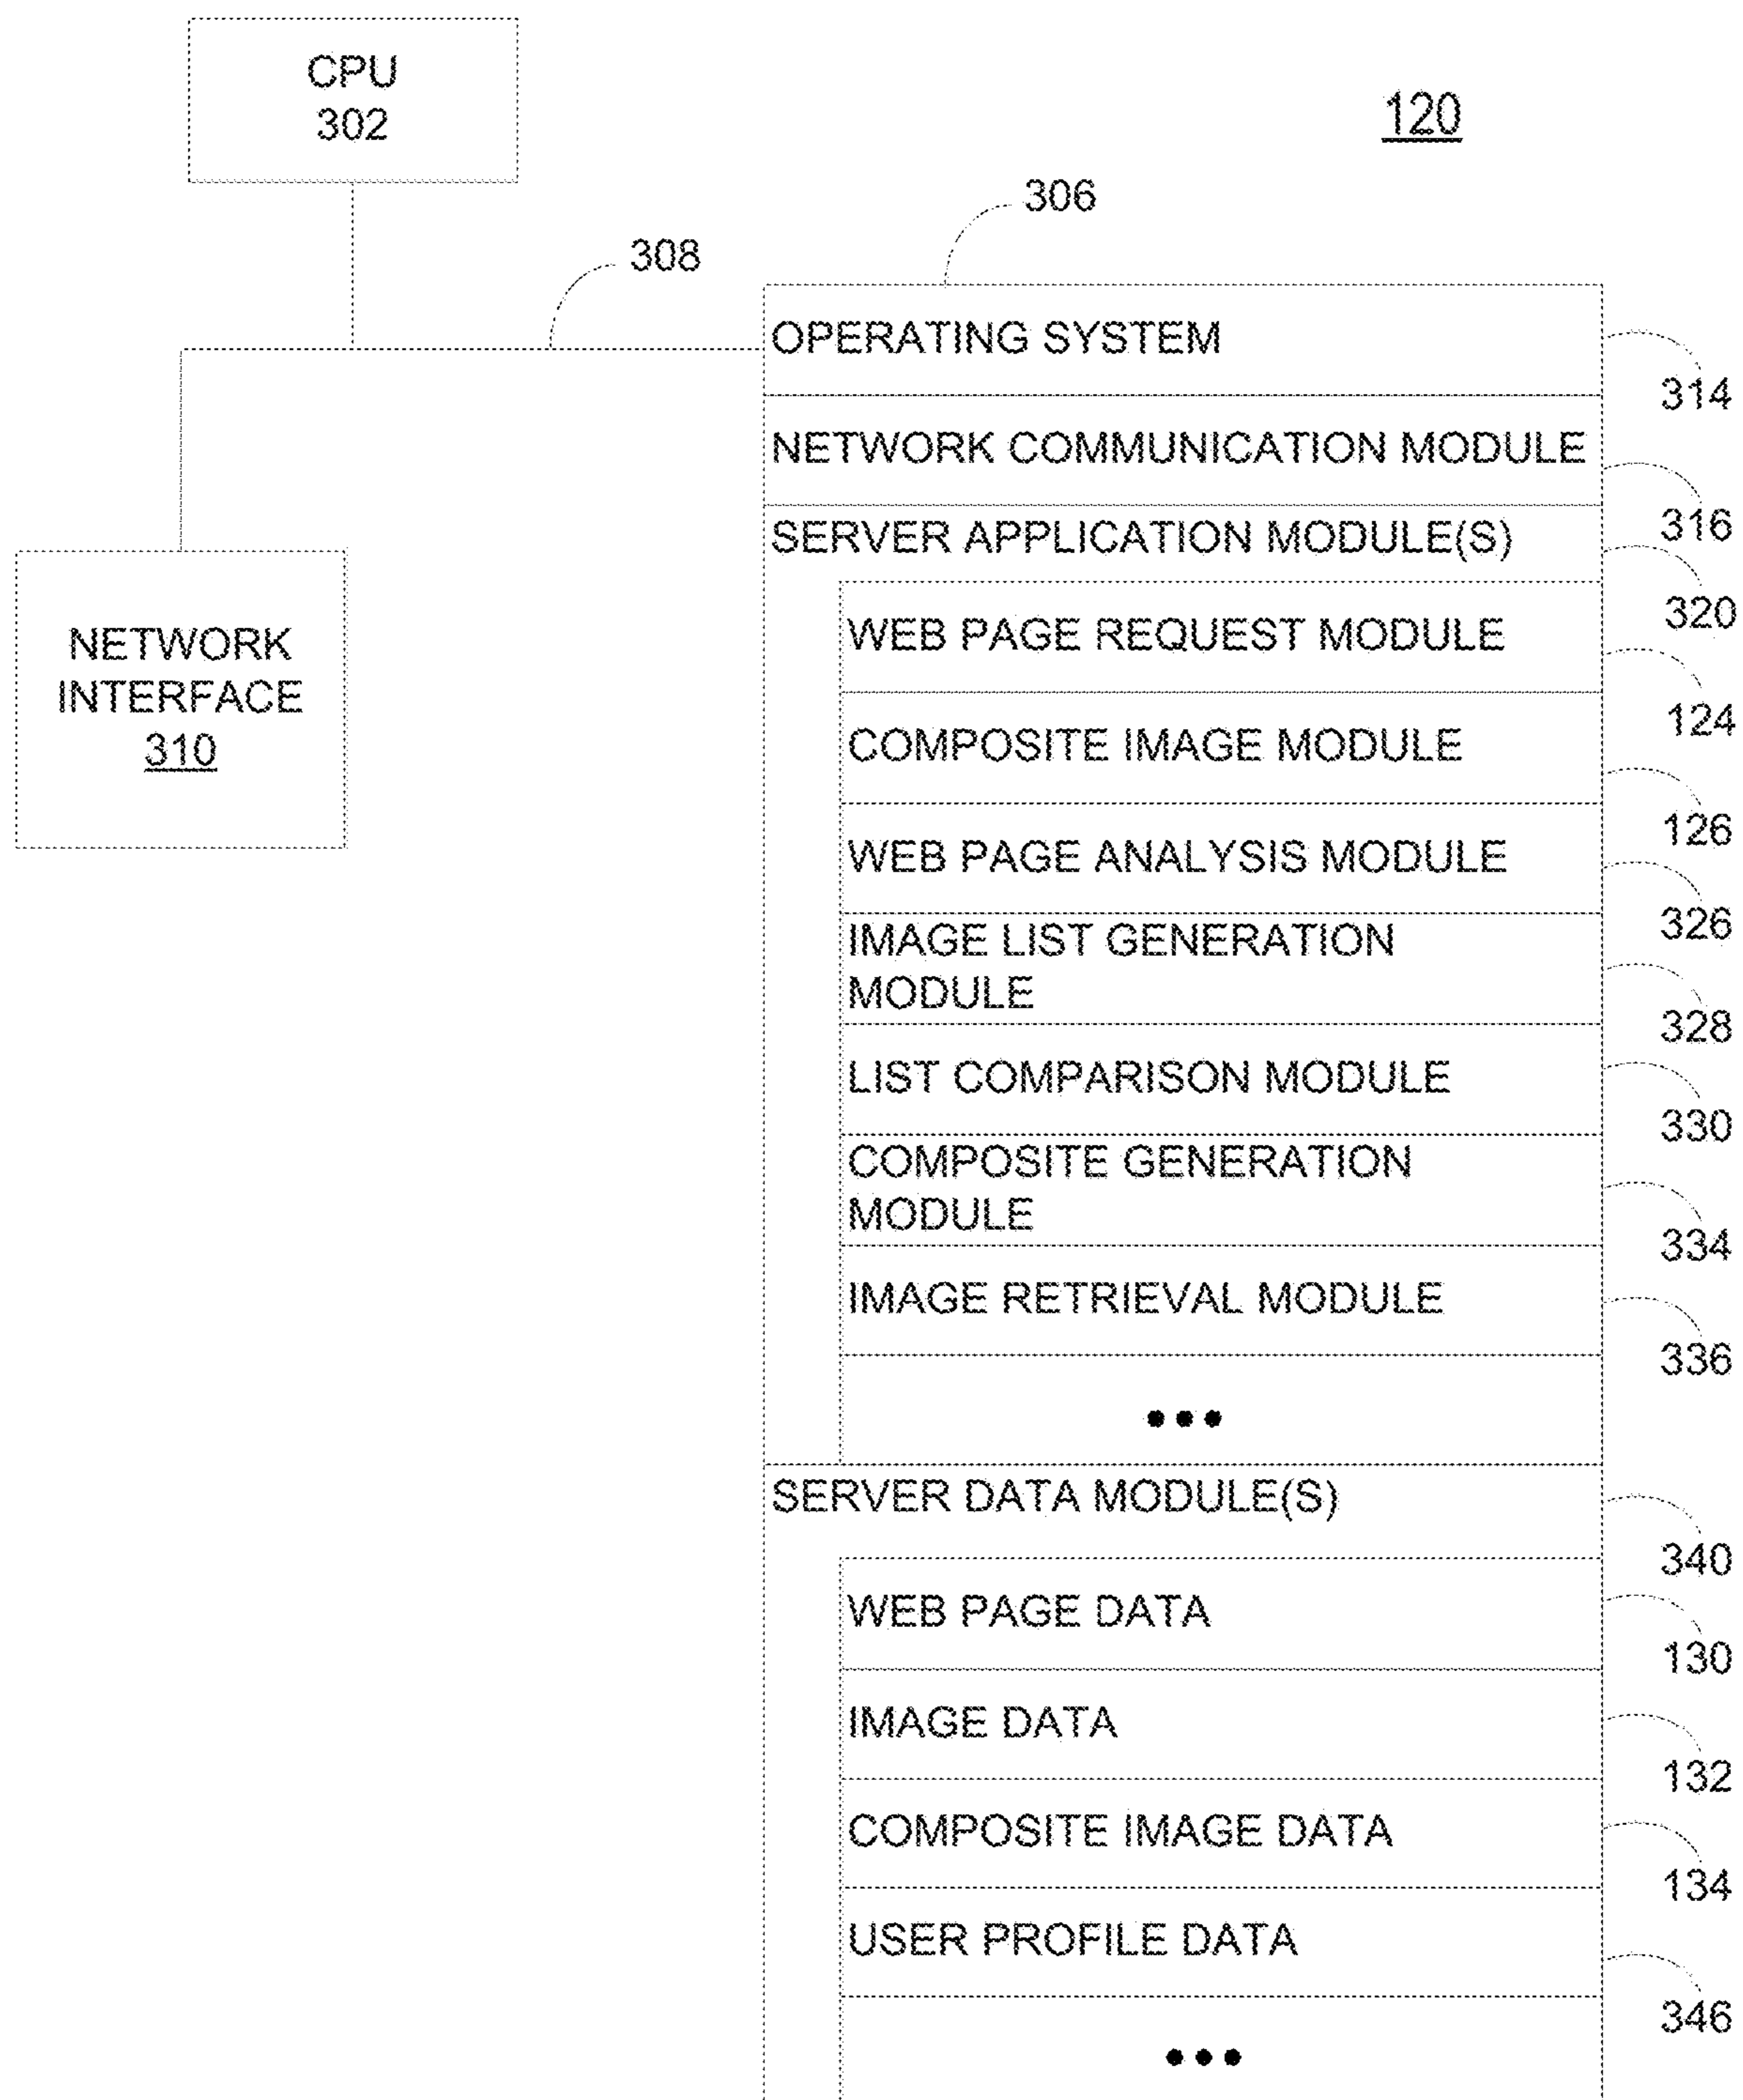 CPU
302
120
306
308
OPERATING SYSTEM
314
NETWORK COMMUNICATION MODULE
316
SERVER APPLICATION MODULE(S)
320
NETWORK
INTERFACE
310
WEB PAGE REQUEST MODULE
124
COMPOSITE IMAGE MODULE
126
WEB PAGE ANALYSIS MODULE
326
IMAGE LIST GENERATION
MODULE
328
LIST COMPARISON MODULE
330
COMPOSITE GENERATION
MODULE
334
IMAGE RETRIEVAL MODULE
336
•••
SERVER DATA MODULE(S)
340
WEB PAGE DATA
130
IMAGE DATA
132
COMPOSITE IMAGE DATA
134
USER PROFILE DATA
346
•••